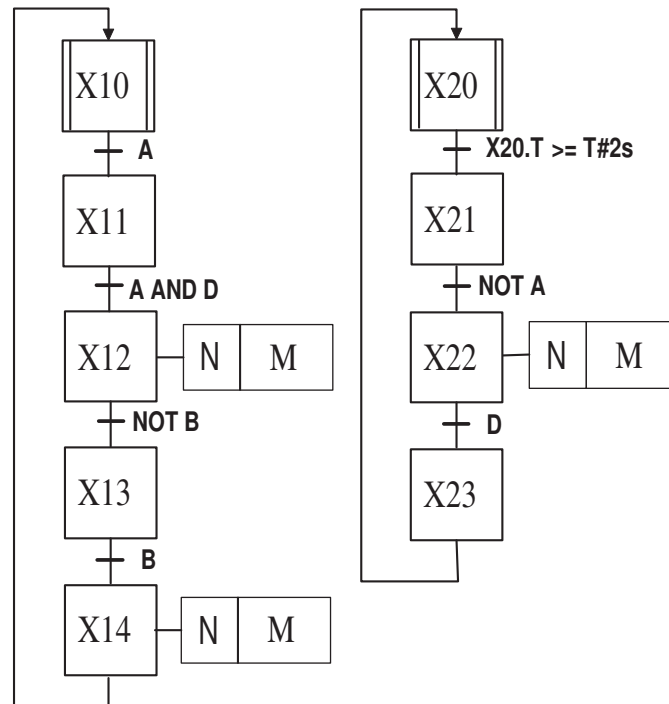 X10
A
X11
A AND D
X12
N M
NOT B
X13
B
X14
N M
X20
X20.T >= T#2s
X21
NOT A
X22
N M
D
X23